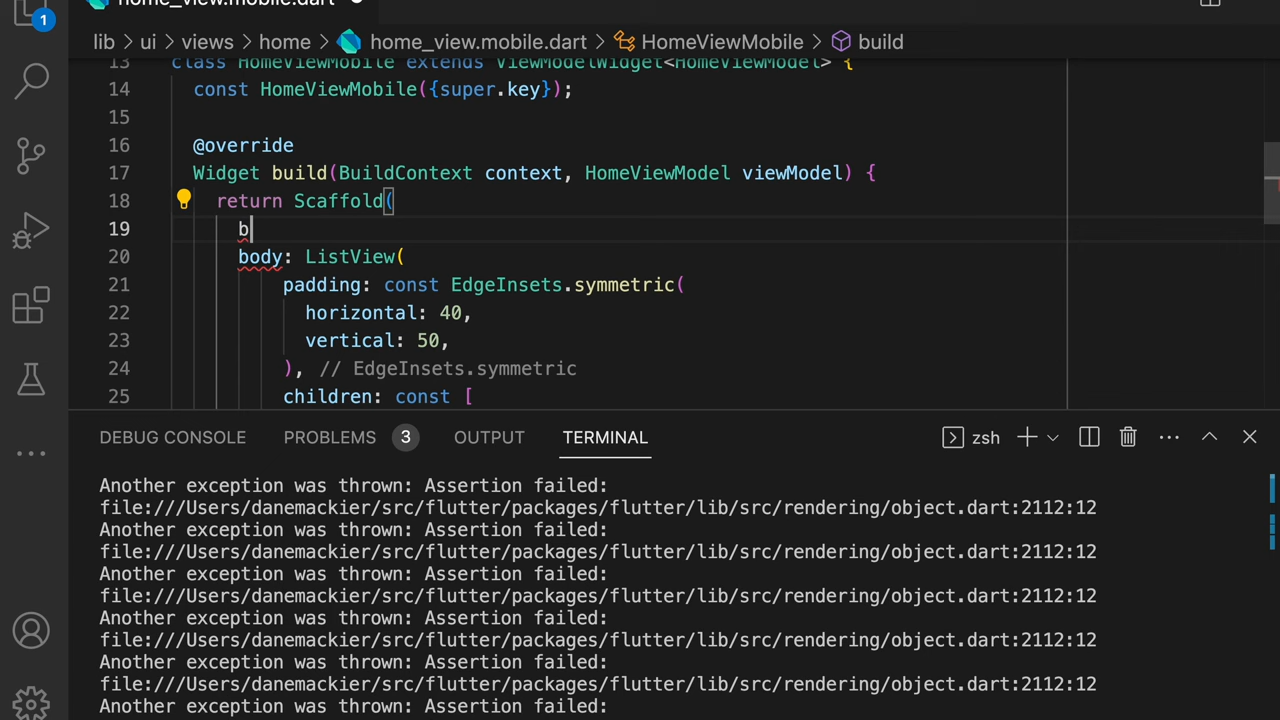 home_view.mobile.dart
1
lib > ui > views > home > home_view.mobile.dart > HomeViewMobile > build
13 class HomeViewMobile extends ViewModelWidget<HomeViewModel> {
14 const HomeViewMobile({super.key});
15
16 @override
17 Widget build(BuildContext context, HomeViewModel viewModel) {
18 return Scaffold(
19 b
20 body: ListView(
21 padding: const EdgeInsets.symmetric(
22 horizontal: 40,
23 vertical: 50,
24 ), // EdgeInsets.symmetric
25 children: const [
DEBUG CONSOLE PROBLEMS 3 OUTPUT TERMINAL zsh
Another exception was thrown: Assertion failed:
file:///Users/danemackier/src/flutter/packages/flutter/lib/src/rendering/object.dart:2112:12
Another exception was thrown: Assertion failed:
file:///Users/danemackier/src/flutter/packages/flutter/lib/src/rendering/object.dart:2112:12
Another exception was thrown: Assertion failed:
file:///Users/danemackier/src/flutter/packages/flutter/lib/src/rendering/object.dart:2112:12
Another exception was thrown: Assertion failed:
file:///Users/danemackier/src/flutter/packages/flutter/lib/src/rendering/object.dart:2112:12
Another exception was thrown: Assertion failed:
file:///Users/danemackier/src/flutter/packages/flutter/lib/src/rendering/object.dart:2112:12
Another exception was thrown: Assertion failed: